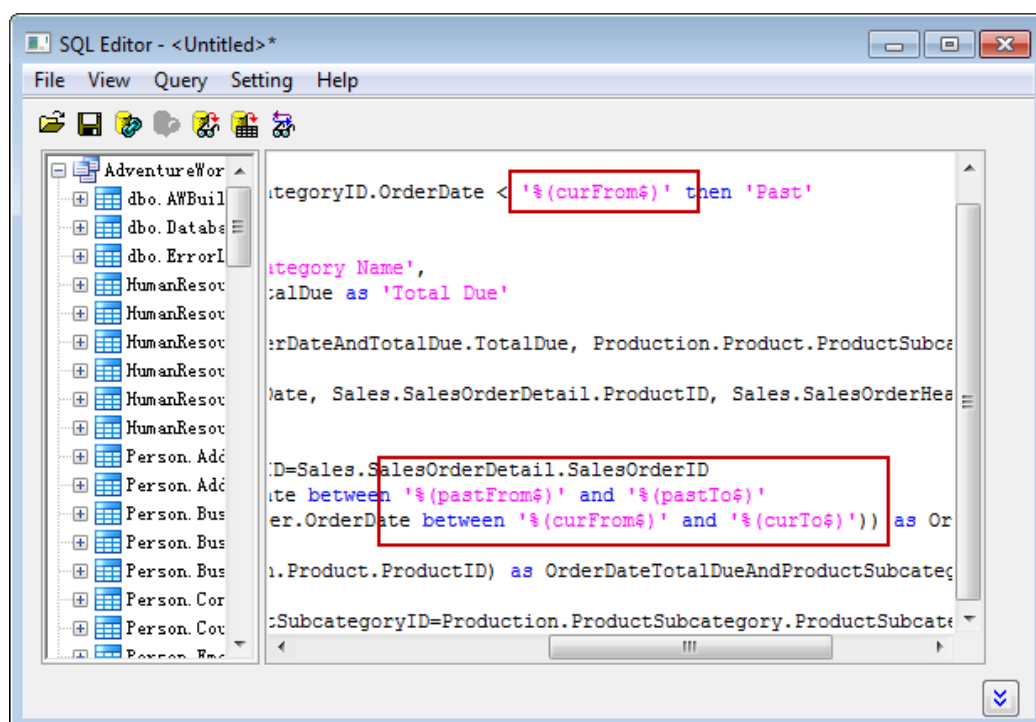 SQL Editor - <Untitled>*
File View Query Setting Help
AdventureWor
dbo.AWBuil
dbo.Databa
dbo.ErrorL
HumanResou
HumanResou
HumanResou
HumanResou
HumanResou
HumanResou
Person.Add
Person.Add
Person.Bus
Person.Bus
Person.Bus
Person.Cor
Person.Cou
Person.Ema
ategoryID.OrderDate < '%(curFrom$)' then 'Past'
ategory Name',
talDue as 'Total Due'
erDateAndTotalDue.TotalDue, Production.Product.ProductSubca
Date, Sales.SalesOrderDetail.ProductID, Sales.SalesOrderHea
ID=Sales.SalesOrderDetail.SalesOrderID
ate between '%(pastFrom$)' and '%(pastTo$)'
er.OrderDate between '%(curFrom$)' and '%(curTo$)')) as Or
n.Product.ProductID) as OrderDateTotalDueAndProductSubcateg
tSubcategoryID=Production.ProductSubcategory.ProductSubcate